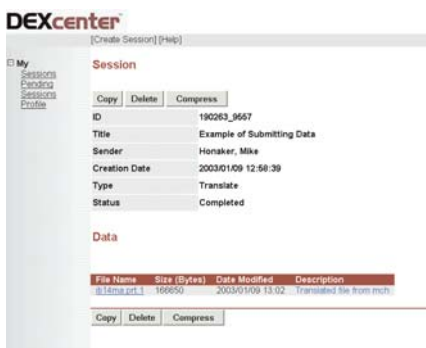 DEXcenter
[Create Session] [Help]
My
Sessions
Pending
Sessions
Profile
Session
Copy Delete Compress
ID 190263_9557
Title Example of Submitting Data
Sender Honaker, Mike
Creation Date 2003/01/09 12:58:39
Type Translate
Status Completed
Data
File Name Size (Bytes) Date Modified Description
166650 2003/01/09 13:02 Translated file from mch
Copy Delete Compress